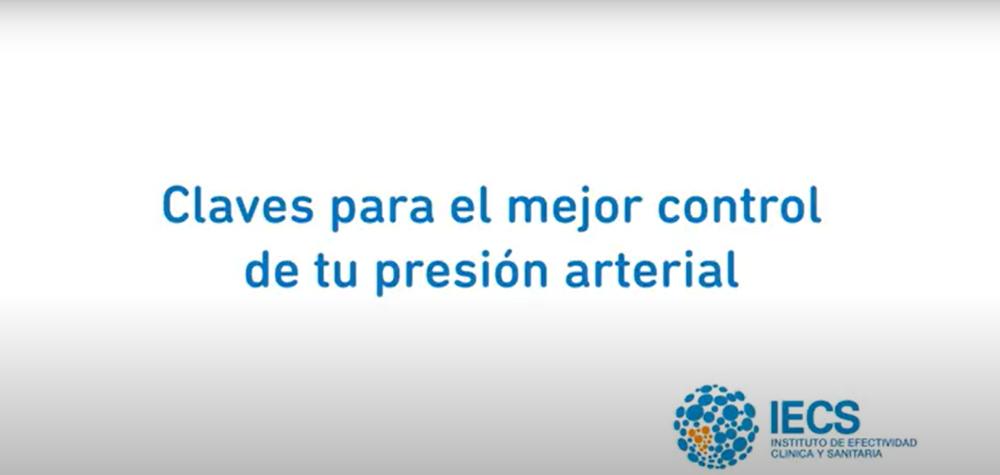 Claves para el mejor control
de tu presión arterial
IECS
INSTITUTO DE EFECTIVIDAD
CLINICA Y SANITARIA